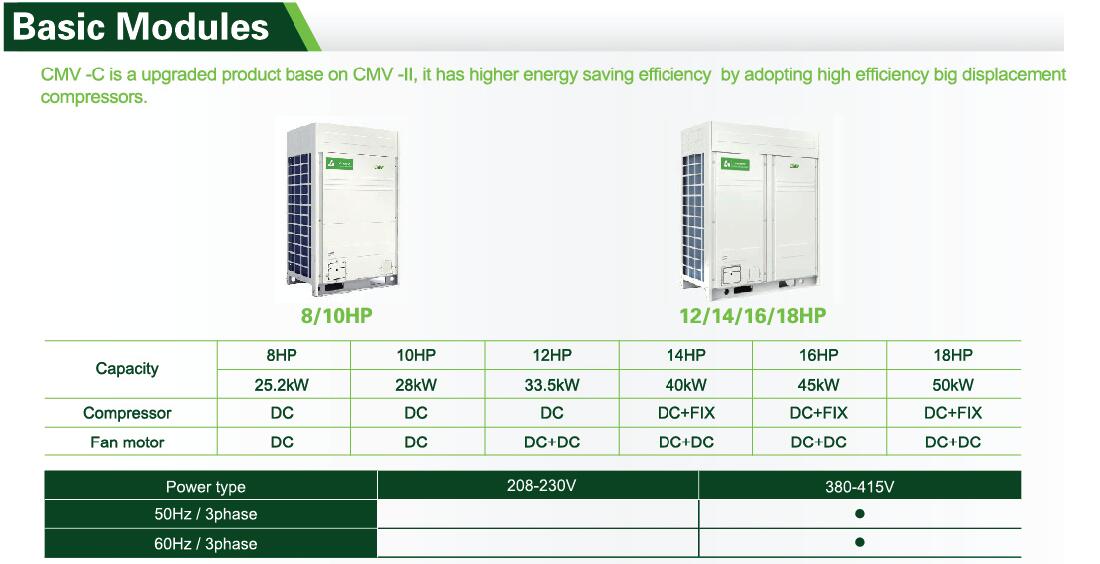 Basic Modules
CMV -C is a upgraded product base on CMV -II, it has higher energy saving efficiency by adopting high efficiency big displacement
compressors.
CMV
8/10HP
12/14/16/18HP
Capacity
8HP 10HP 12HP 14HP 16HP 18HP
25.2kW 28kW 33.5kW 40kW 45kW 50kW
Compressor DC DC DC DC+FIX DC+FIX DC+FIX
Fan motor DC DC DC+DC DC+DC DC+DC DC+DC
Power type 208-230V 380-415V
50Hz / 3phase ●
60Hz / 3phase ●